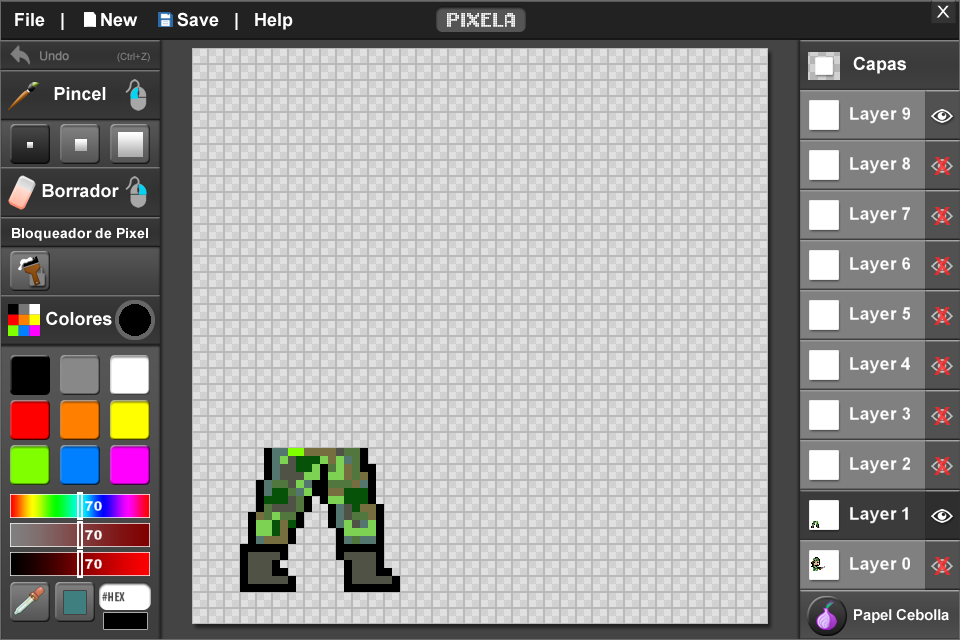 File | New Save | Help PIXELA X
Undo (Ctrl+Z)
Pincel
Borrador
Bloqueador de Pixel
Colores
70
70
70
#HEX
Capas
Layer 9
Layer 8
Layer 7
Layer 6
Layer 5
Layer 4
Layer 3
Layer 2
Layer 1
Layer 0
Papel Cebolla